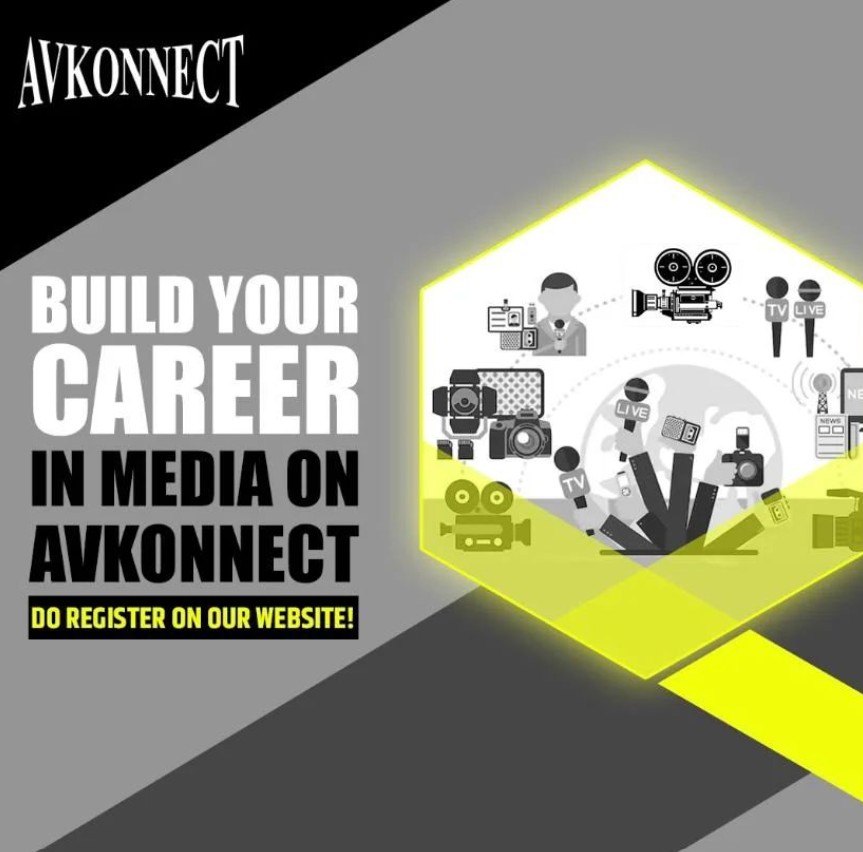 AVKONNECT
BUILD YOUR
CAREER
IN MEDIA ON
AVKONNECT
DO REGISTER ON OUR WEBSITE!
TV LIVE
LIVE
NEWS
TV